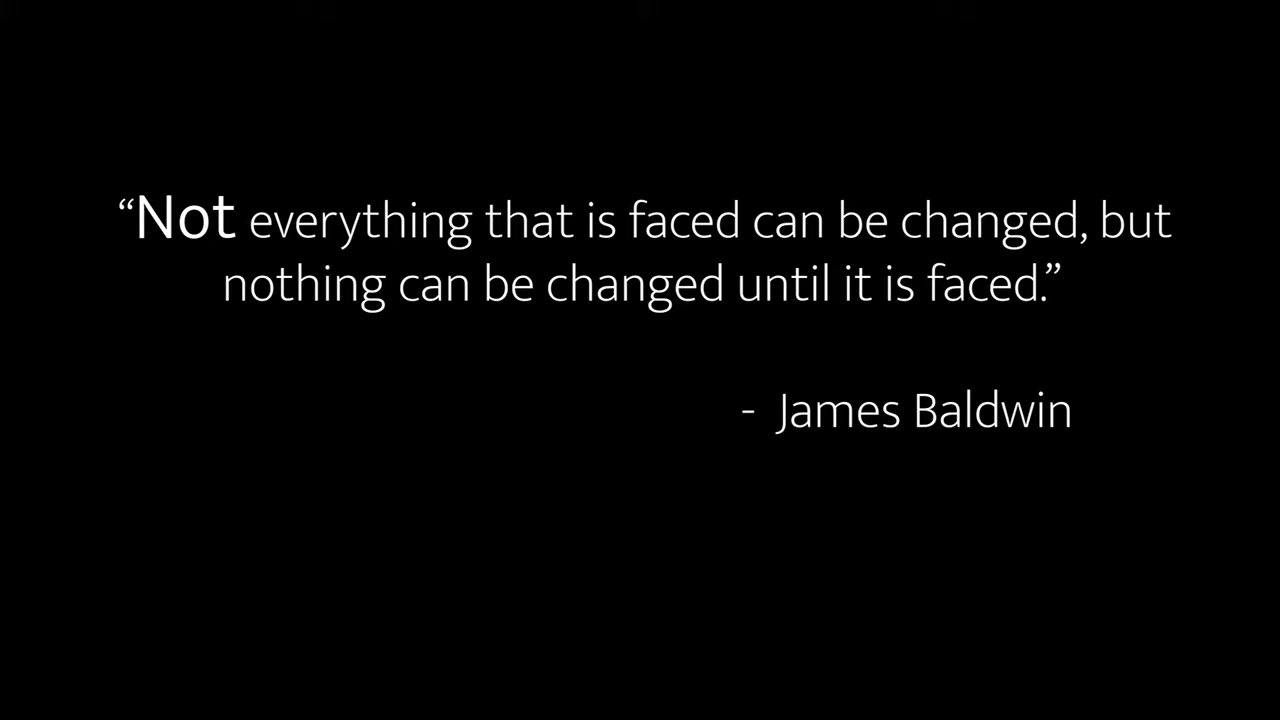 “Not everything that is faced can be changed, but
nothing can be changed until it is faced.”
- James Baldwin